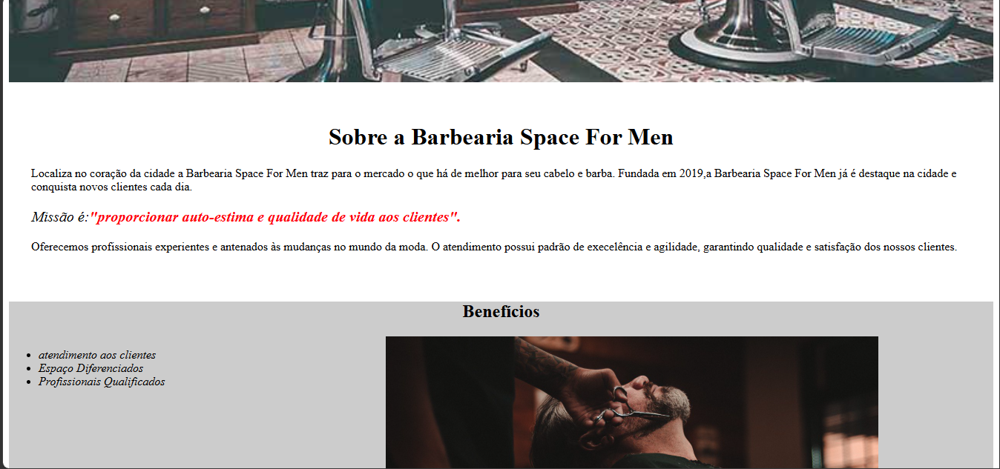 Sobre a Barbearia Space For Men
Localiza no coração da cidade a Barbearia Space For Men traz para o mercado o que há de melhor para seu cabelo e barba. Fundada em 2019,a Barbearia Space For Men já é destaque na cidade e
conquista novos clientes cada dia.
Missão é:"proporcionar auto-estima e qualidade de vida aos clientes".
Oferecemos profissionais experientes e antenados às mudanças no mundo da moda. O atendimento possui padrão de execelência e agilidade, garantindo qualidade e satisfação dos nossos clientes.
Benefícios
atendimento aos clientes
Espaço Diferenciados
Profissionais Qualificados